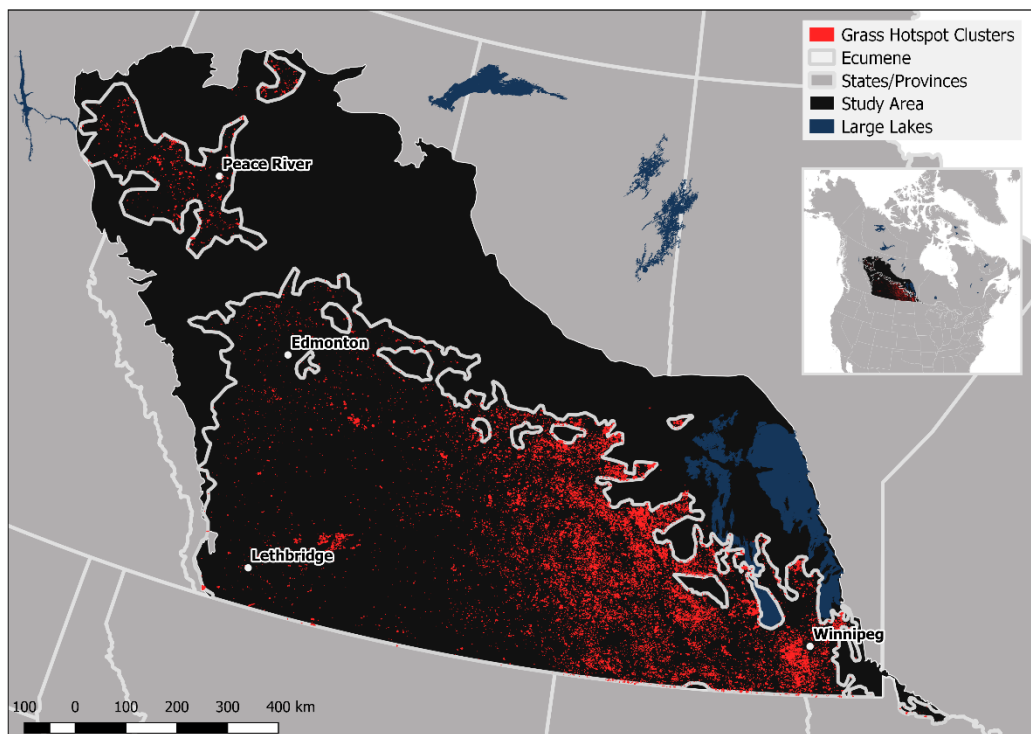 Grass Hotspot Clusters
Ecumene
States/Provinces
Study Area
Large Lakes
Peace River
Edmonton
Lethbridge
Winnipeg
100 0 100 200 300 400 km